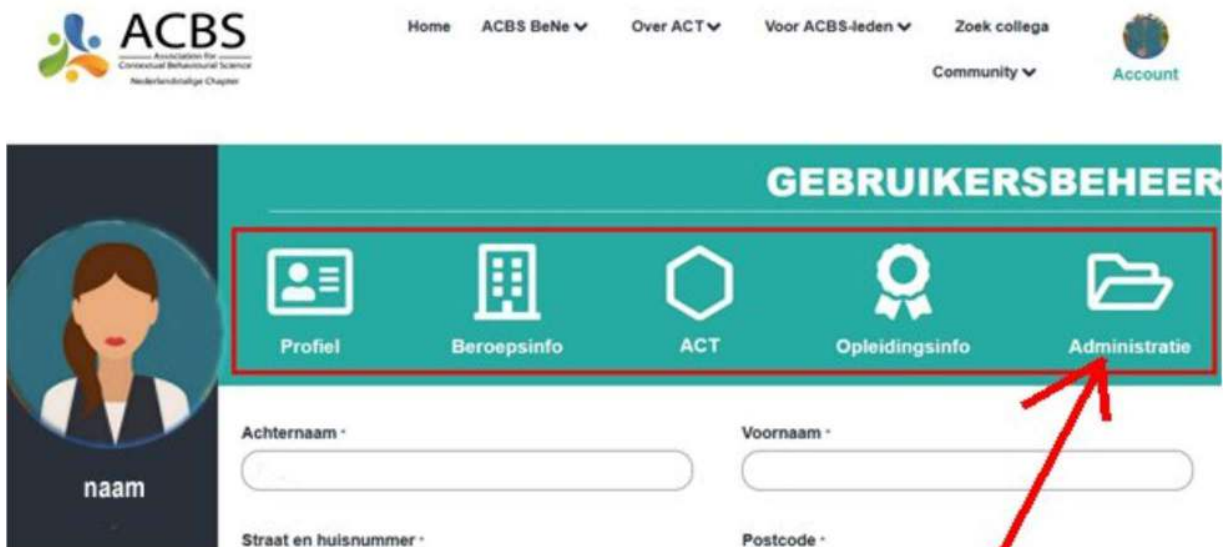 ACBS
Association For
Contextual Behavioural Science
Nederlandstalige Chapter
Home ACBS BeNe Over ACT Voor ACBS-leden Zoek collega
Community Account
GEBRUIKERSBEHEER
Profiel Beroepsinfo ACT Opleidingsinfo Administratie
naam
Achternaam * Voornaam *
Straat en huisnummer * Postcode *